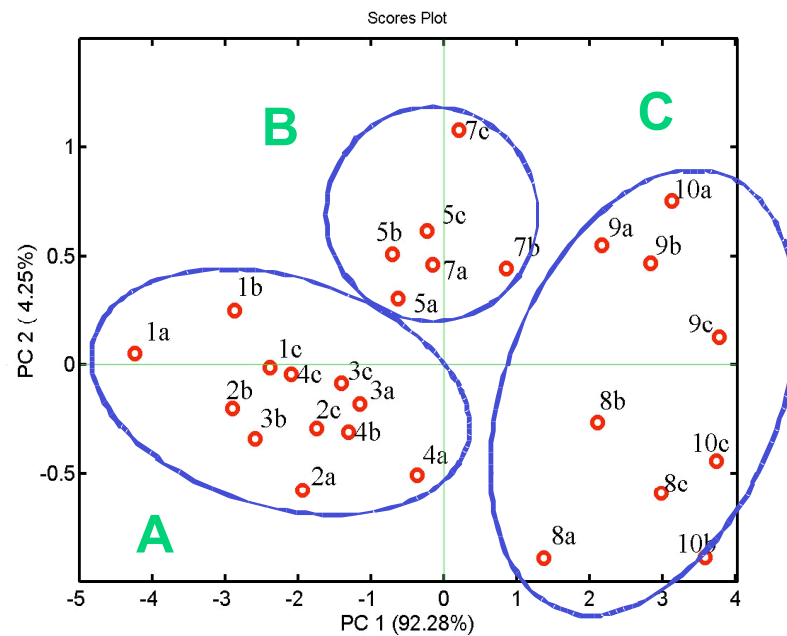 Scores Plot
B
C
A
7c
10a
5c
5b
9a
9b
7b
7a
5a
1b
1a
9c
1c
4c
3c
3a
2b
3b
2c
4b
8b
4a
2a
10c
8c
8a
10b
1
0.5
0
-0.5
-5
-4
-3
-2
-1
0
1
2
3
4
PC 2 ( 4.25%)
PC 1 (92.28%)